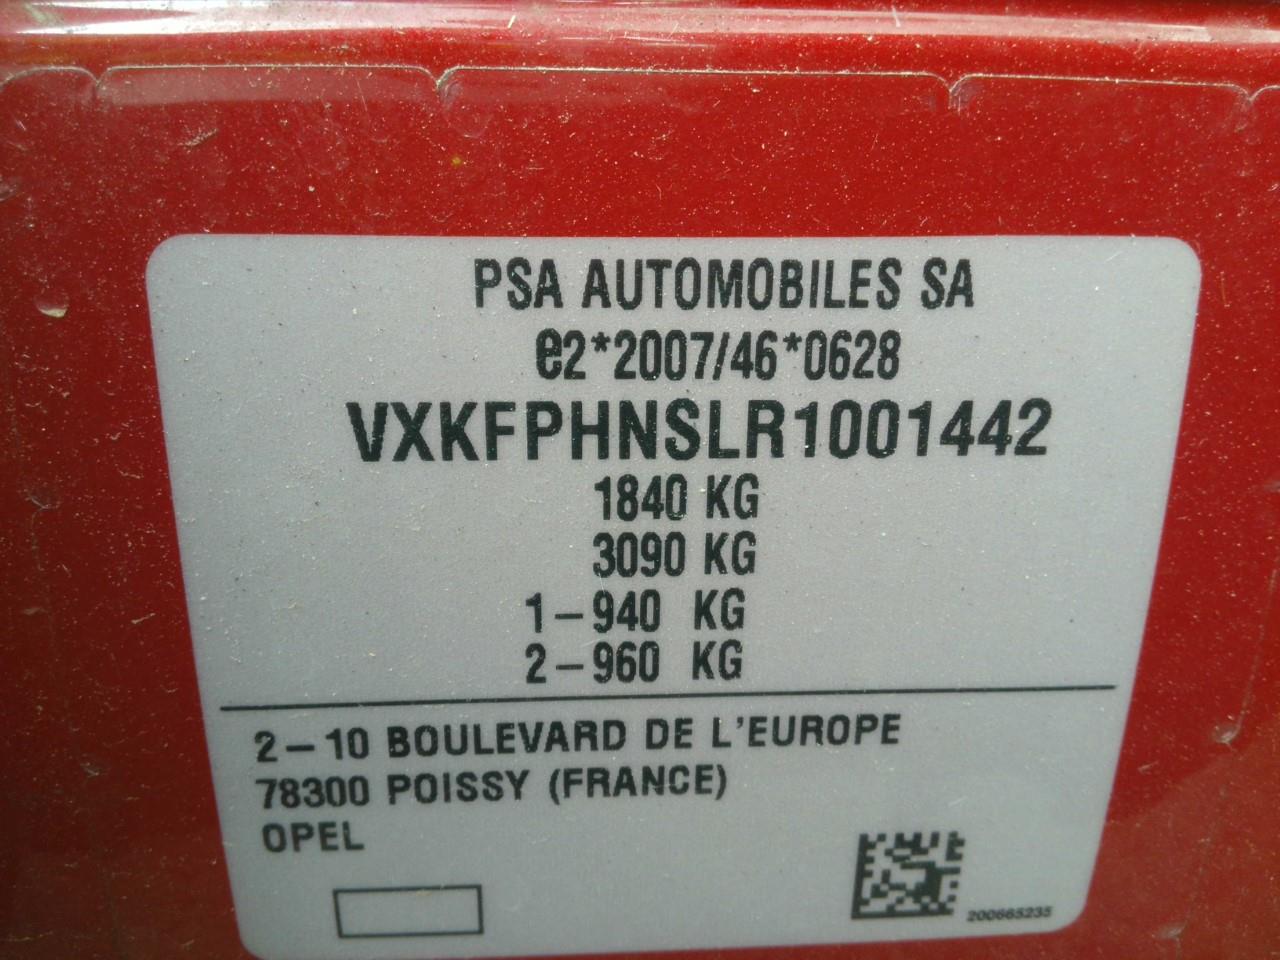 PSA AUTOMOBILES SA
e2*2007/46*0628
VXKFPHNSLR1001442
1840 KG
3090 KG
1-940 KG
2-960 KG
2-10 BOULEVARD DE L'EUROPE
78300 POISSY (FRANCE)
OPEL
200665235